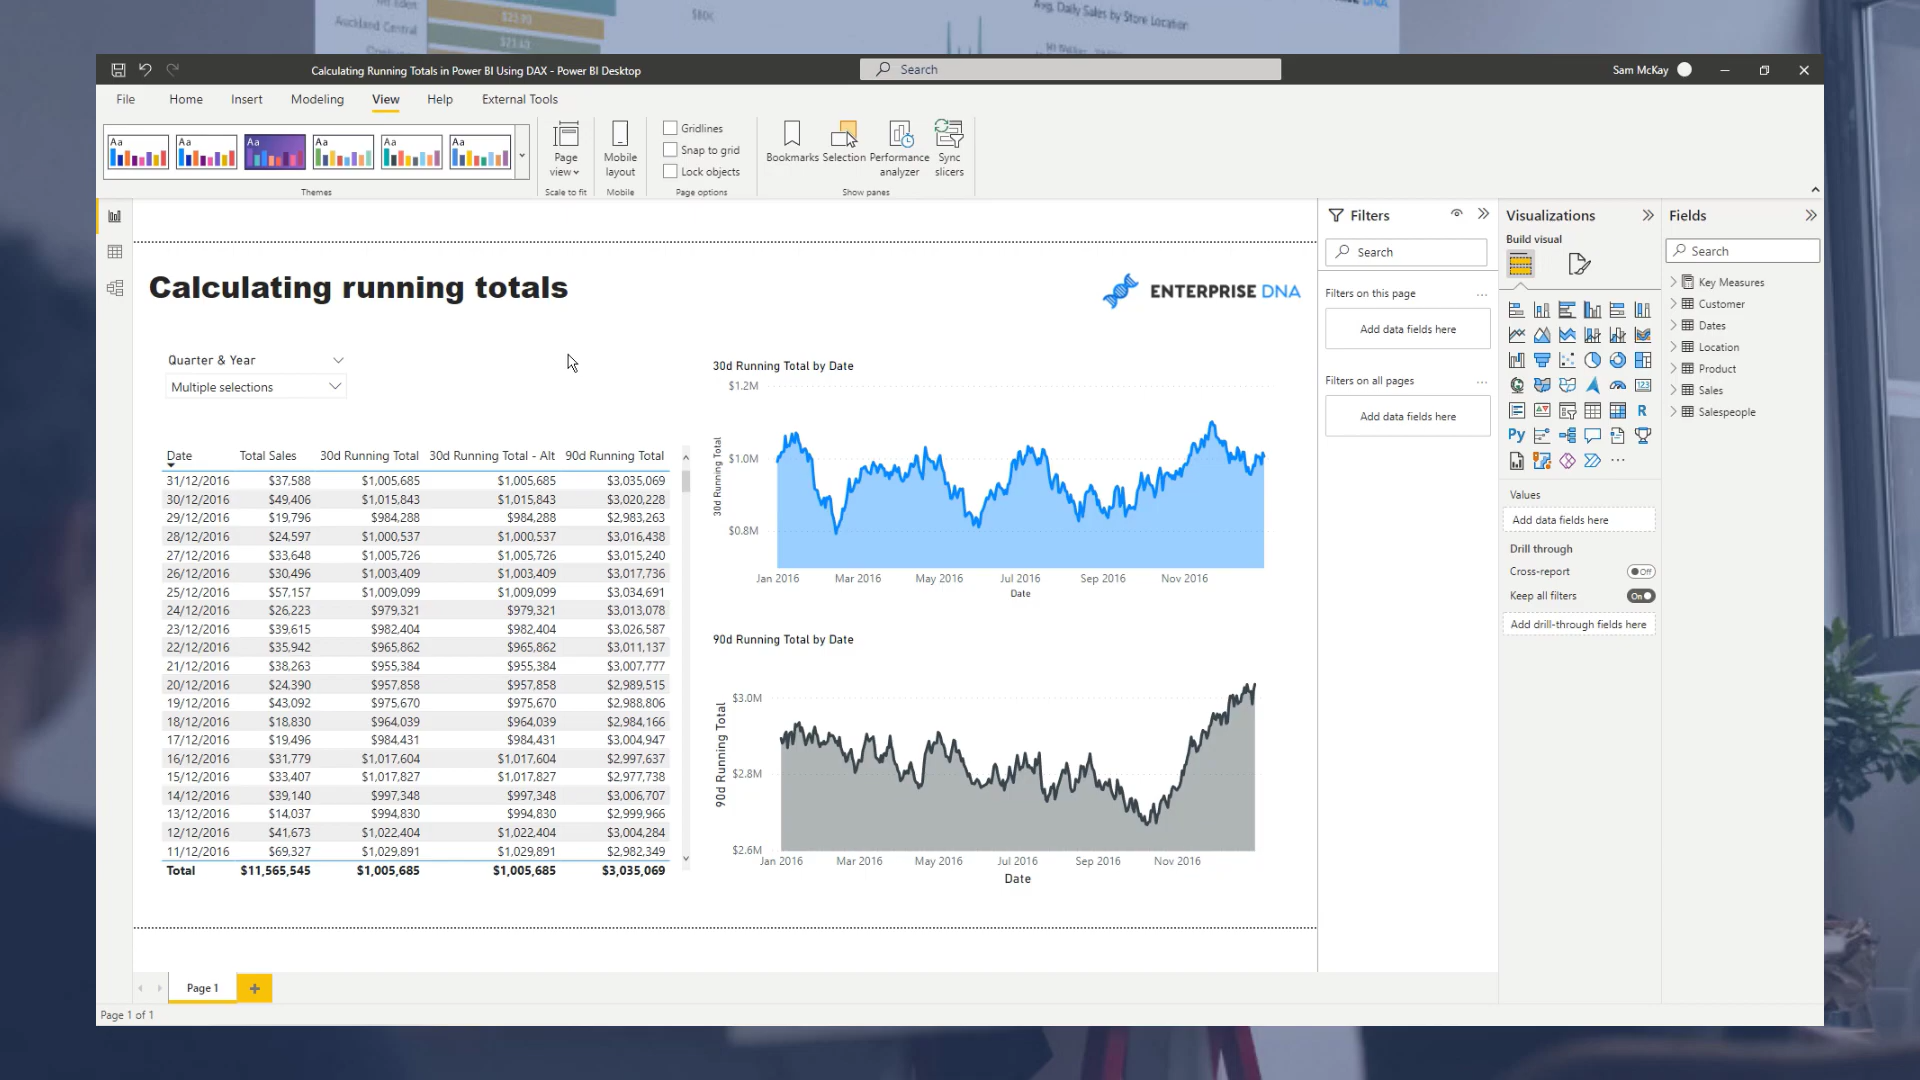 Auckland Central
$25.90
$21.40
$80K
Avg. Daily Sales by Store Location
Calculating Running Totals in Power BI Using DAX - Power BI Desktop
Search
Sam McKay
File
Home
Insert
Modeling
View
Help
External Tools
Aa
Aa
Aa
Aa
Aa
Aa
Themes
Page
view
Scale to fit
Mobile
layout
Mobile
Gridlines
Snap to grid
Lock objects
Page options
Bookmarks
Selection
Performance
analyzer
Sync
slicers
Show panes
Calculating running totals
ENTERPRISE DNA
Quarter & Year
Multiple selections
Date Total Sales 30d Running Total 30d Running Total - Alt 90d Running Total
31/12/2016 $37,588 $1,005,685 $1,005,685 $3,035,069
30/12/2016 $49,406 $1,015,843 $1,015,843 $3,020,228
29/12/2016 $19,796 $984,288 $984,288 $2,983,263
28/12/2016 $24,597 $1,000,537 $1,000,537 $3,016,438
27/12/2016 $33,648 $1,005,726 $1,005,726 $3,015,240
26/12/2016 $30,496 $1,003,409 $1,003,409 $3,017,736
25/12/2016 $57,157 $1,009,099 $1,009,099 $3,034,691
24/12/2016 $26,223 $979,321 $979,321 $3,013,078
23/12/2016 $39,615 $982,404 $982,404 $3,026,587
22/12/2016 $35,942 $965,862 $965,862 $3,011,137
21/12/2016 $38,263 $955,384 $955,384 $3,007,777
20/12/2016 $24,390 $957,858 $957,858 $2,989,515
19/12/2016 $43,092 $975,670 $975,670 $2,988,806
18/12/2016 $18,830 $964,039 $964,039 $2,984,166
17/12/2016 $19,496 $984,431 $984,431 $3,004,947
16/12/2016 $31,779 $1,017,604 $1,017,604 $2,997,637
15/12/2016 $33,407 $1,017,827 $1,017,827 $2,977,738
14/12/2016 $39,140 $997,348 $997,348 $3,006,707
13/12/2016 $14,037 $994,830 $994,830 $2,999,966
12/12/2016 $41,673 $1,022,404 $1,022,404 $3,004,284
11/12/2016 $69,327 $1,029,891 $1,029,891 $2,982,349
Total $11,565,545 $1,005,685 $1,005,685 $3,035,069
30d Running Total by Date
$1.2M
$1.0M
$0.8M
30d Running Total
Jan 2016 Mar 2016 May 2016 Jul 2016 Sep 2016 Nov 2016
Date
90d Running Total by Date
$3.0M
$2.8M
$2.6M
90d Running Total
Jan 2016 Mar 2016 May 2016 Jul 2016 Sep 2016 Nov 2016
Date
Filters
Search
Filters on this page
...
Add data fields here
Filters on all pages
...
Add data fields here
Visualizations
Build visual
123
R
Py
...
Values
Add data fields here
Drill through
Cross-report
Off
Keep all filters
On
Add drill-through fields here
Fields
Search
Key Measures
Customer
Dates
Location
Product
Sales
Salespeople
Page 1
+
Page 1 of 1